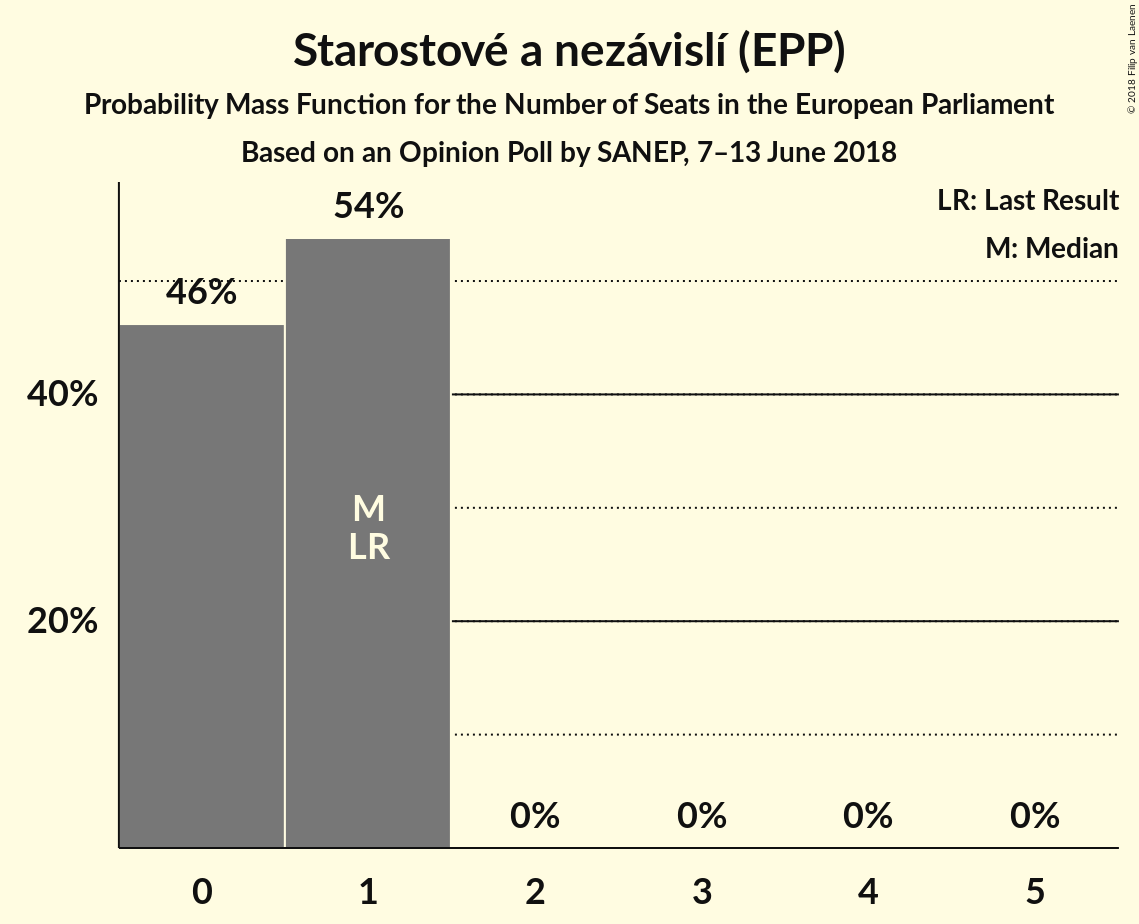 Starostové a nezávislí (EPP)
Probability Mass Function for the Number of Seats in the European Parliament
Based on an Opinion Poll by SANEP, 7–13 June 2018
© 2018 Filip van Laenen
LR: Last Result
M: Median
54%
46%
40%
M
LR
20%
0% 0% 0% 0%
0 1 2 3 4 5